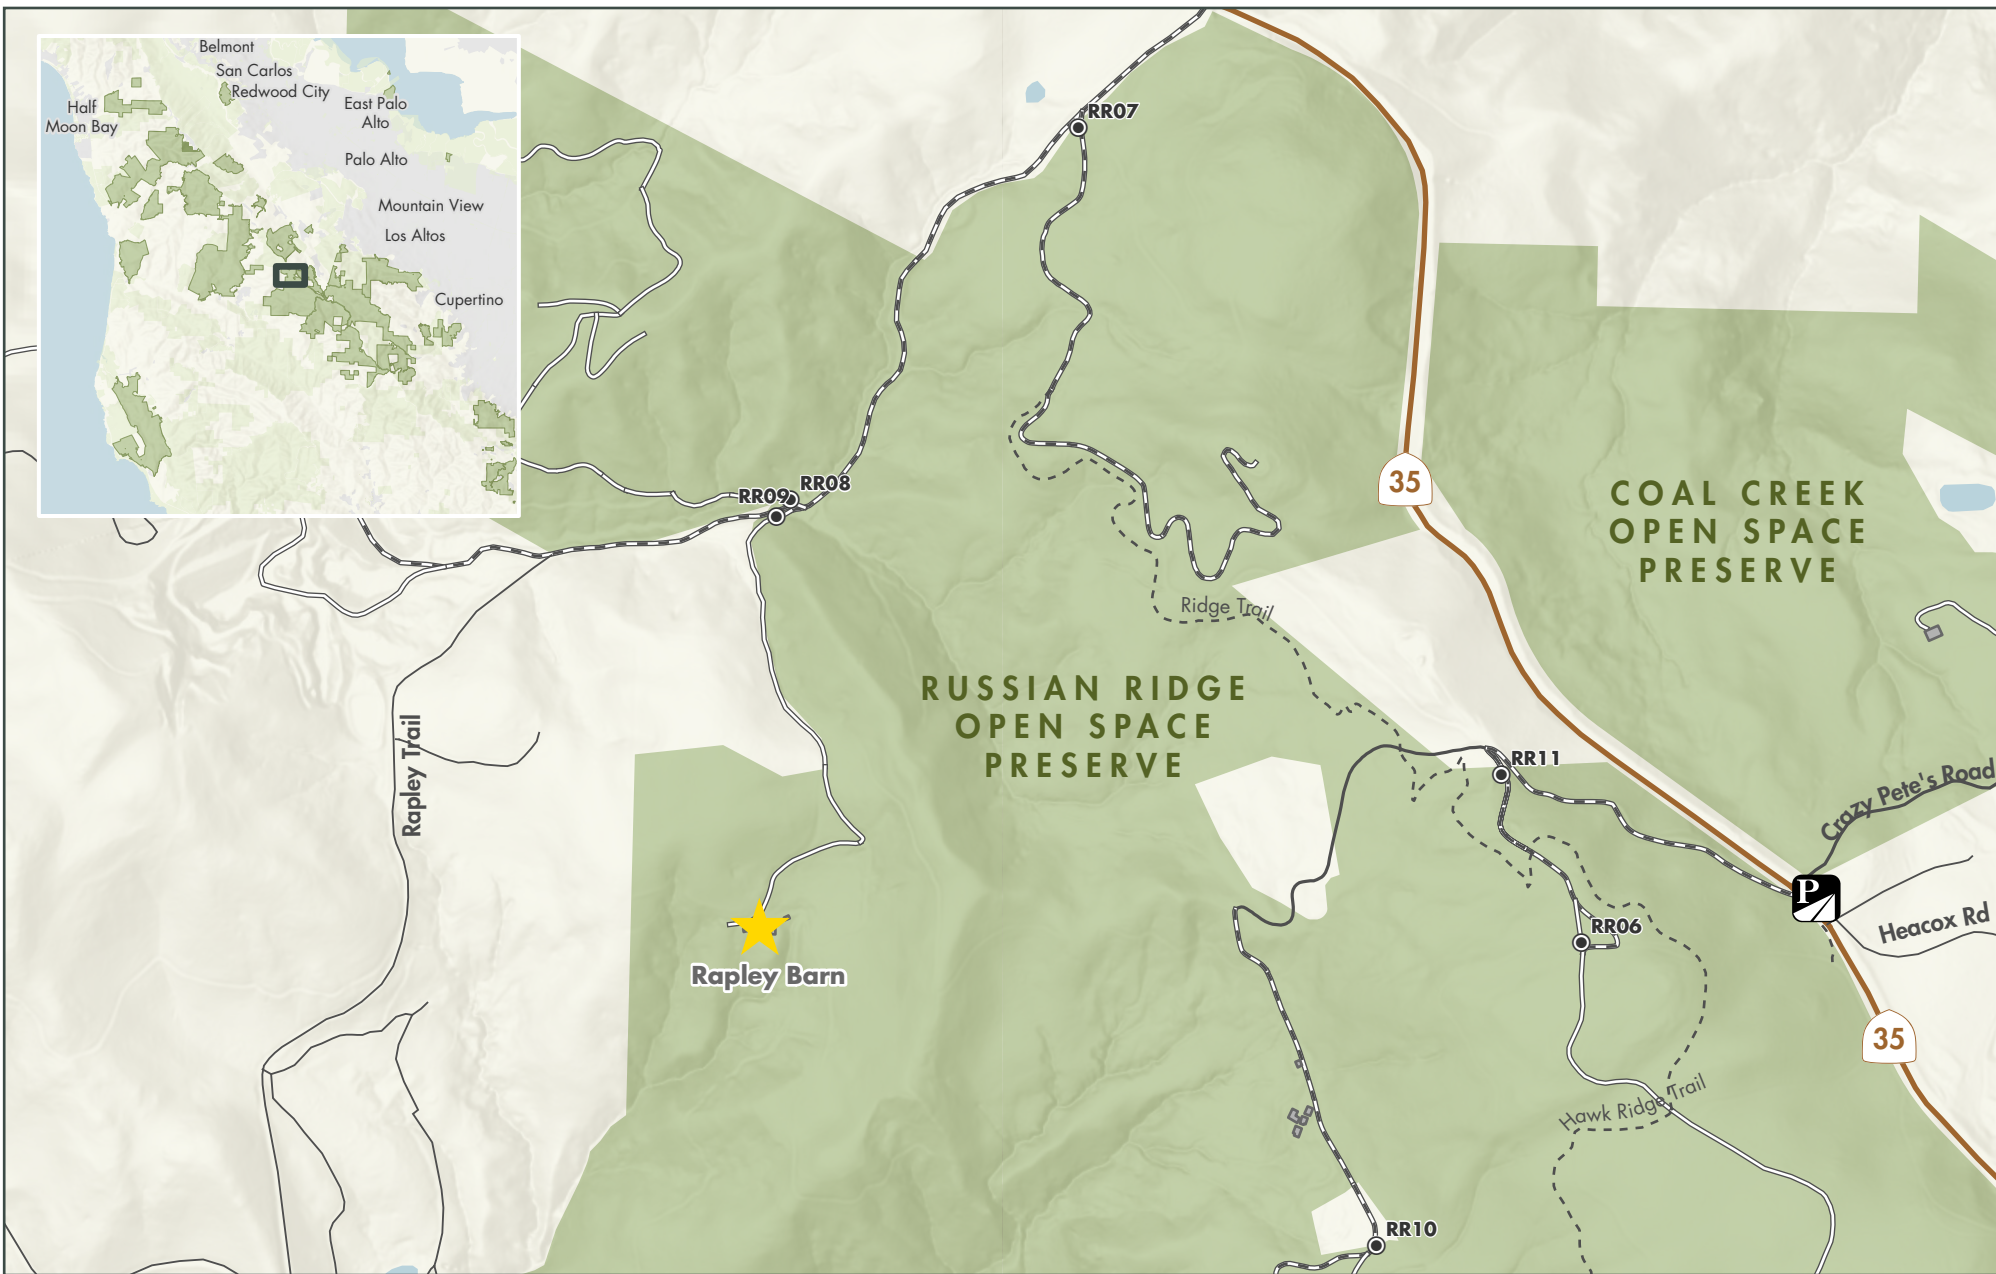 Belmont
San Carlos
Redwood City
Half
Moon Bay
East Palo
Alto
Palo Alto
Mountain View
Los Altos
Cupertino
RR07
RR08
RR09
35
COAL CREEK
OPEN SPACE
PRESERVE
Ridge Trail
RUSSIAN RIDGE
OPEN SPACE
PRESERVE
Rapley Trail
RR11
Crazy Pete's Road
P
Heacox Rd
RR06
Rapley Barn
35
Hawk Ridge Trail
RR10